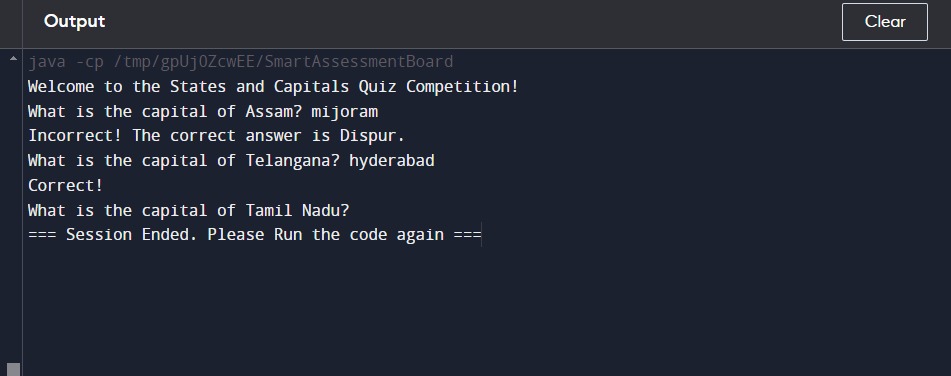 Output
Clear
java -cp /tmp/gpUjOZcwEE/SmartAssessmentBoard
Welcome to the States and Capitals Quiz Competition!
What is the capital of Assam? mijoram
Incorrect! The correct answer is Dispur.
What is the capital of Telangana? hyderabad
Correct!
What is the capital of Tamil Nadu?
=== Session Ended. Please Run the code again ===